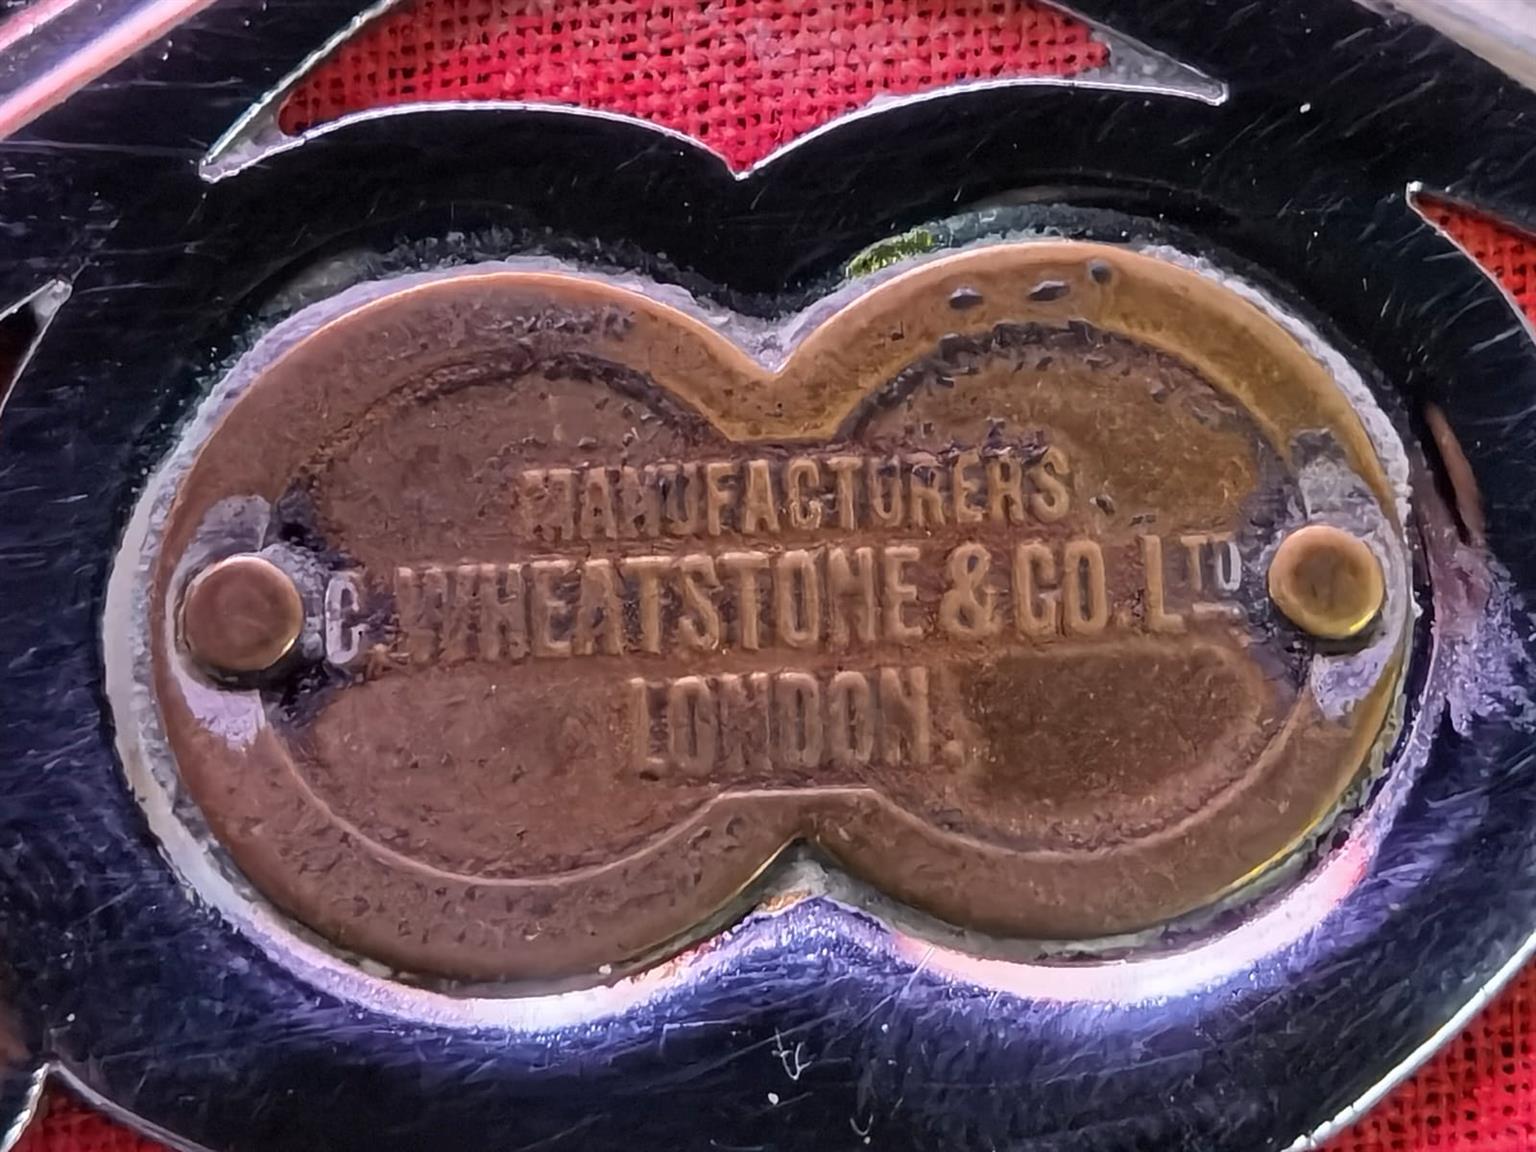 MANUFACTURERS
C. WHEATSTONE & CO. LTD
LONDON.